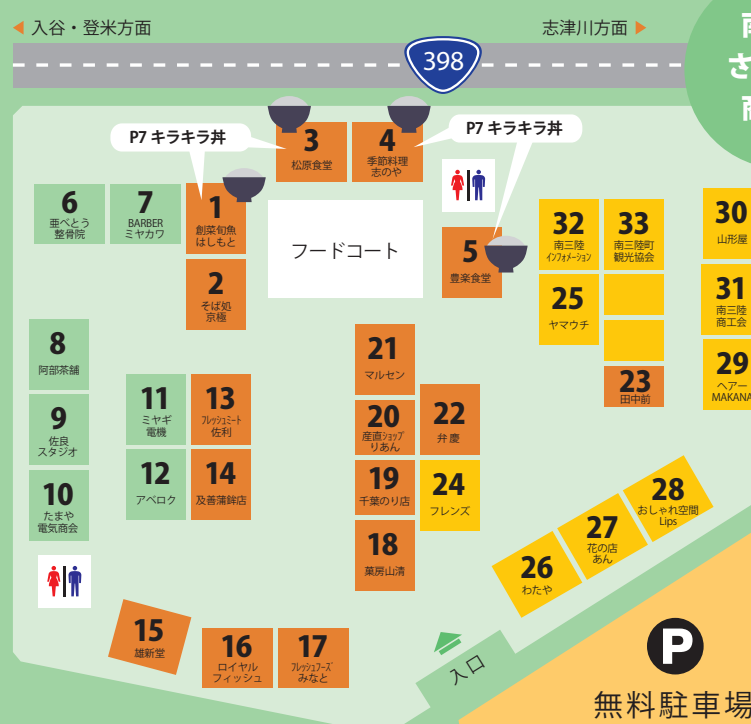 ◀ 入谷・登米方面
志津川方面 ▶
398
P7 キラキラ丼
P7 キラキラ丼
3
松原食堂
4
季節料理
志のや
6
亜べとう
整骨院
7
BARBER
ミヤカワ
1
創菜旬魚
はしもと
2
そば処
京極
フードコート
5
豊楽食堂
32
南三陸
インフォメーション
33
南三陸町
観光協会
30
山形屋
25
ヤマウチ
31
南三陸
商工会
23
田中前
29
ヘアー
MAKANA
8
阿部茶舗
9
佐良
スタジオ
10
たまや
電気商会
11
ミヤギ
電機
13
フレッシュミート
佐利
12
アベロク
14
及善蒲鉾店
21
マルセン
20
産直ショップ
りあん
22
弁慶
19
千葉のり店
24
フレンズ
18
菓房山清
28
おしゃれ空間
Lips
27
花の店
あん
26
わたや
15
雄新堂
16
ロイヤル
フィッシュ
17
フレッシュフーズ
みなと
入口
P
無料駐車場